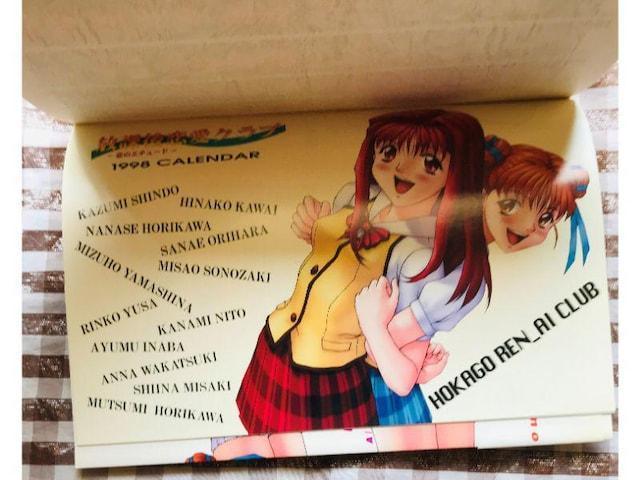 放課後恋愛クラブ
－恋のエチュード－
1998 CALENDAR
KAZUMI SHINDO
HINAKO KAWAI
NANASE HORIKAWA
SANAE ORIHARA
MIZUHO YAMASHINA
MISAO SONOZAKI
RINKO YUSA
KANAMI NITO
AYUMU INABA
ANNA WAKATSUKI
SHIINA MISAKI
MUTSUMI HORIKAWA
HOKAGO REN_AI CLUB